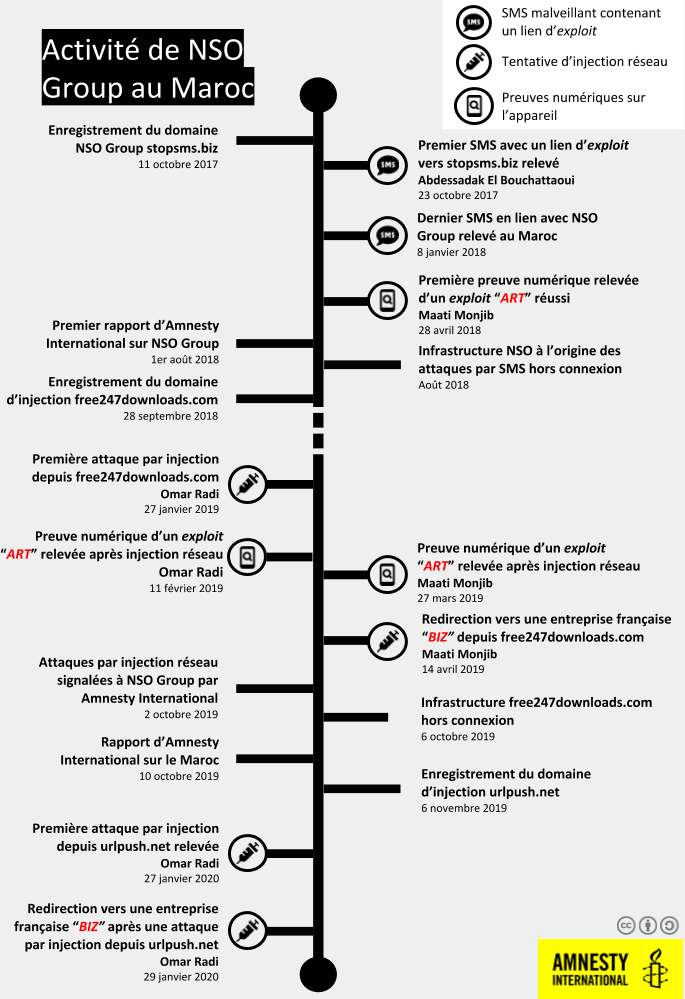 Activité de NSO
Group au Maroc
SMS malveillant contenant
un lien d’exploit
Tentative d’injection réseau
Preuves numériques sur
l’appareil
Enregistrement du domaine
NSO Group stopsms.biz
11 octobre 2017
SMS
Premier SMS avec un lien d’exploit
vers stopsms.biz relevé
Abdessadak El Bouchattaoui
23 octobre 2017
SMS
Dernier SMS en lien avec NSO
Group relevé au Maroc
8 janvier 2018
SMS
Première preuve numérique relevée
d’un exploit “ART” réussi
Maati Monjib
28 avril 2018
Premier rapport d’Amnesty
International sur NSO Group
1er août 2018
Infrastructure NSO à l’origine des
attaques par SMS hors connexion
Août 2018
Enregistrement du domaine
d’injection free247downloads.com
28 septembre 2018
Première attaque par injection
depuis free247downloads.com
Omar Radi
27 janvier 2019
Preuve numérique d’un exploit
“ART” relevée après injection réseau
Omar Radi
11 février 2019
Preuve numérique d’un exploit
“ART” relevée après injection réseau
Maati Monjib
27 mars 2019
Redirection vers une entreprise française
“BIZ” depuis free247downloads.com
Maati Monjib
14 avril 2019
Attaques par injection réseau
signalées à NSO Group par
Amnesty International
2 octobre 2019
Infrastructure free247downloads.com
hors connexion
6 octobre 2019
Rapport d’Amnesty
International sur le Maroc
10 octobre 2019
Enregistrement du domaine
d’injection urlpush.net
6 novembre 2019
Première attaque par injection
depuis urlpush.net relevée
Omar Radi
27 janvier 2020
Redirection vers une entreprise
française “BIZ” après une attaque
par injection depuis urlpush.net
Omar Radi
29 janvier 2020
cc
AMNESTY
INTERNATIONAL